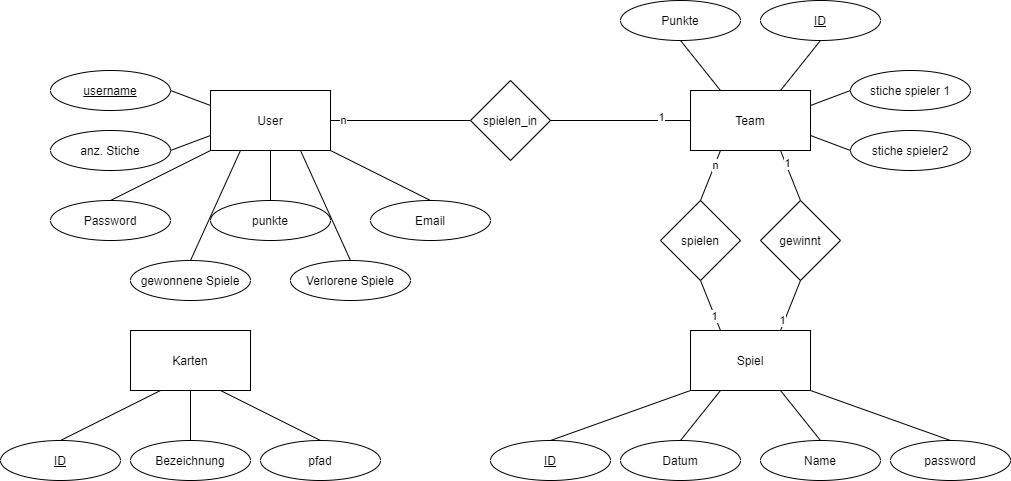 Punkte
ID
username
stiche spieler 1
User
n
spielen_in
1
Team
anz. Stiche
stiche spieler2
n
1
Password
punkte
Email
spielen
gewinnt
gewonnene Spiele
Verlorene Spiele
1
1
Karten
Spiel
ID
Bezeichnung
pfad
ID
Datum
Name
password